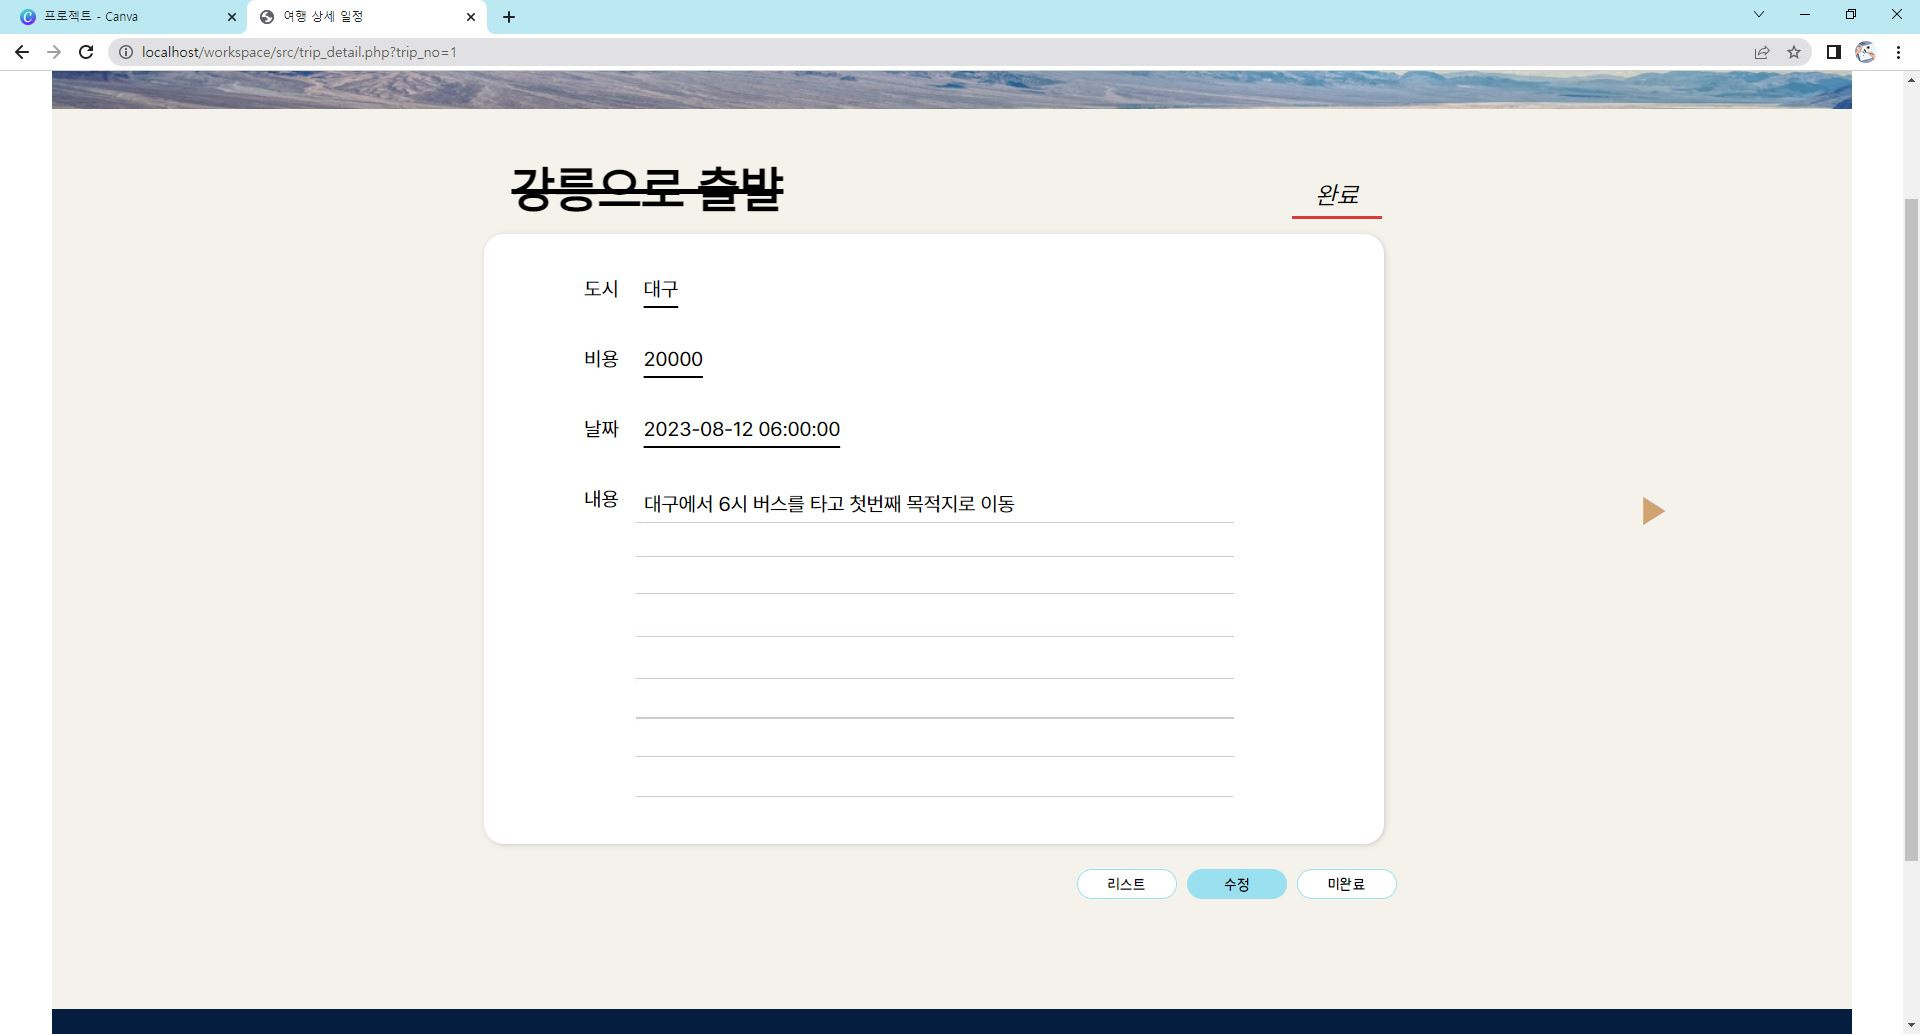 프로젝트 - Canva
여행 상세 일정
localhost/workspace/src/trip_detail.php?trip_no=1
강릉으로 출발
완료
도시 대구
비용 20000
날짜 2023-08-12 06:00:00
내용 대구에서 6시 버스를 타고 첫번째 목적지로 이동
리스트 수정 미완료